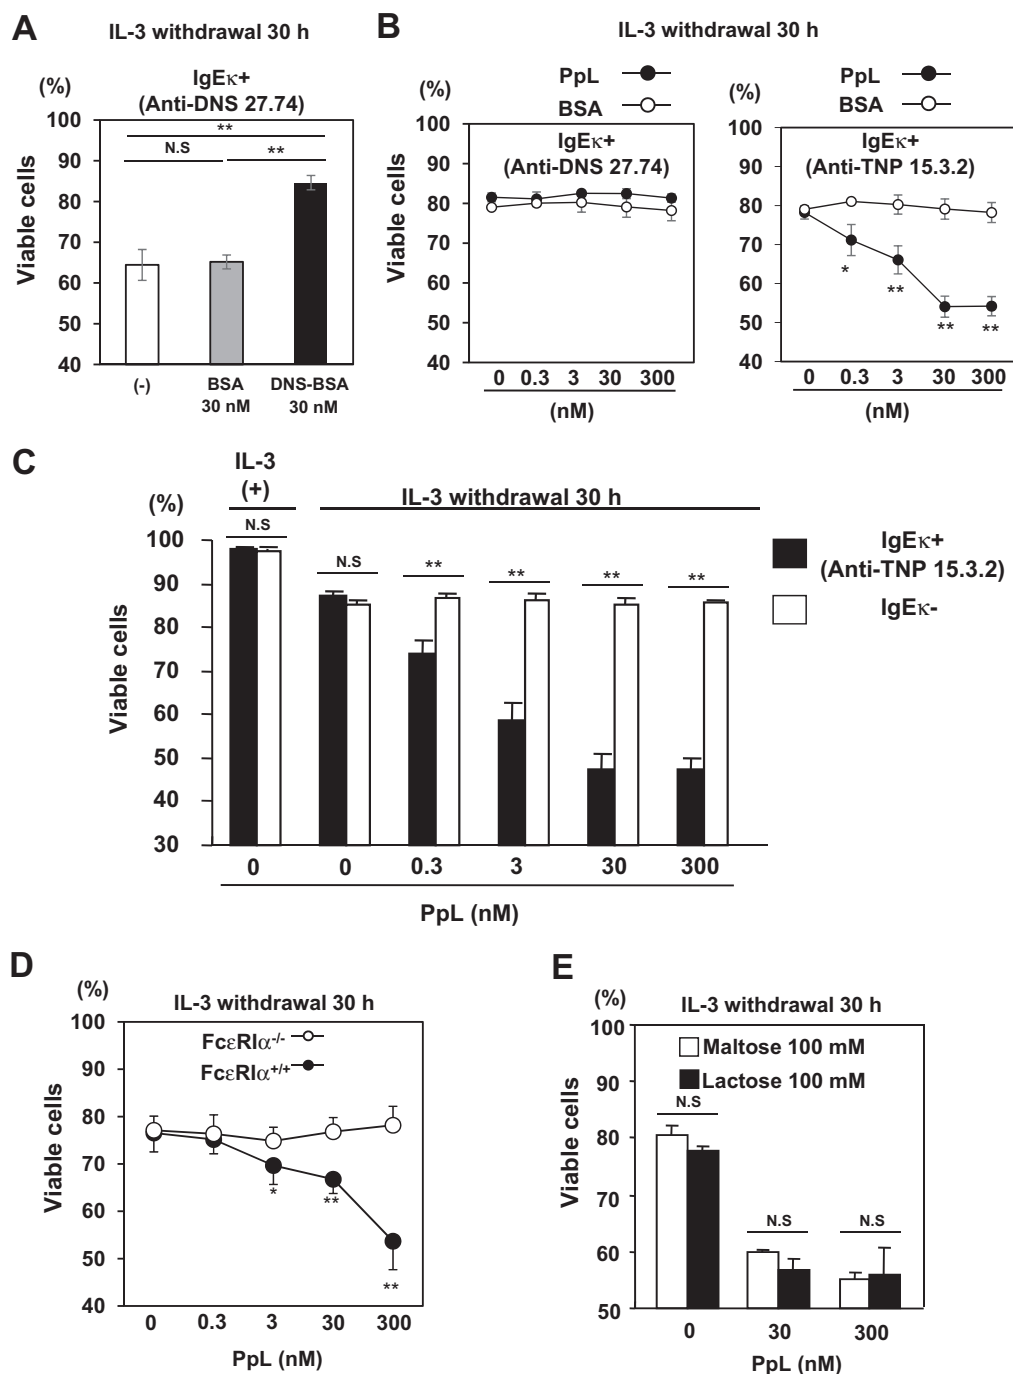 A
IL-3 withdrawal 30 h
(%)
IgEκ+
(Anti-DNS 27.74)
Viable cells
100
90
80
70
60
50
40
**
N.S
**
(-)
BSA
30 nM
DNS-BSA
30 nM
B
IL-3 withdrawal 30 h
(%)
PpL
BSA
IgEκ+
(Anti-DNS 27.74)
Viable cells
100
90
80
70
60
50
40
0 0.3 3 30 300
(nM)
(%)
PpL
BSA
IgEκ+
(Anti-TNP 15.3.2)
100
90
80
70
60
50
40
*
**
**
**
0 0.3 3 30 300
(nM)
C
IL-3
(+)
IL-3 withdrawal 30 h
(%)
Viable cells
100
90
80
70
60
50
40
30
N.S
N.S
**
**
**
**
IgEκ+
(Anti-TNP 15.3.2)
IgEκ-
0 0 0.3 3 30 300
PpL (nM)
D
(%)
IL-3 withdrawal 30 h
FcεRIα-/-
FcεRIα+/+
Viable cells
100
90
80
70
60
50
40
*
**
**
0 0.3 3 30 300
PpL (nM)
E
(%)
IL-3 withdrawal 30 h
Maltose 100 mM
Lactose 100 mM
Viable cells
100
90
80
70
60
50
N.S
N.S
N.S
0 30 300
PpL (nM)